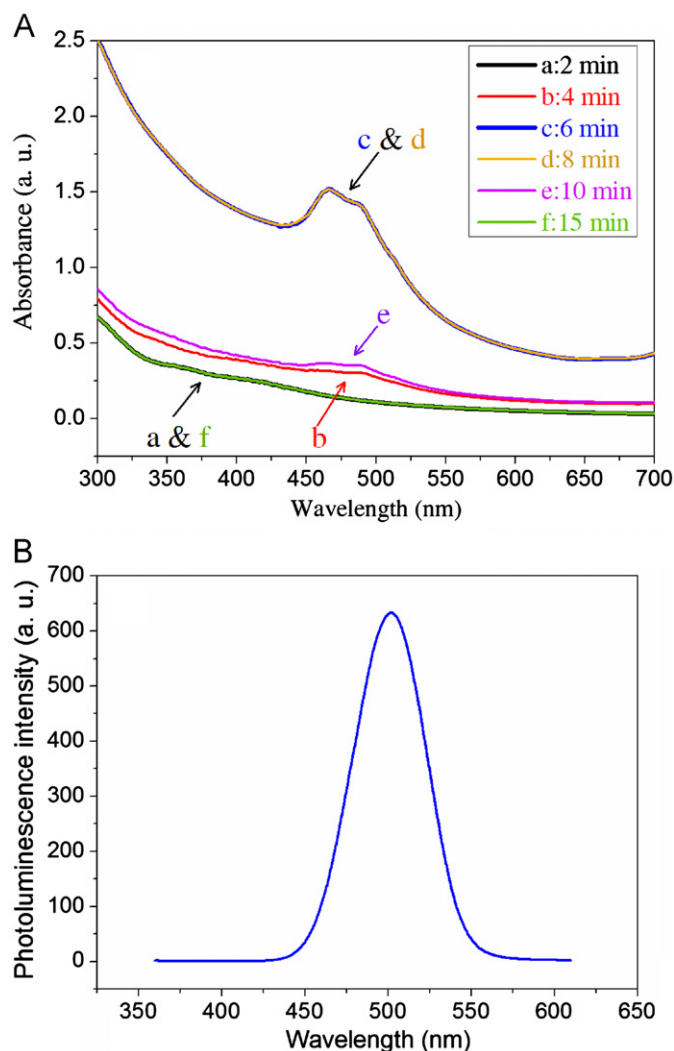 A
2.5
2.0
1.5
1.0
0.5
0.0
Absorbance (a. u.)
a:2 min
b:4 min
c:6 min
d:8 min
e:10 min
f:15 min
c & d
e
a & f
b
300 350 400 450 500 550 600 650 700
Wavelength (nm)
B
700
600
500
400
300
200
100
0
Photoluminescence intensity (a. u.)
350 400 450 500 550 600 650
Wavelength (nm)